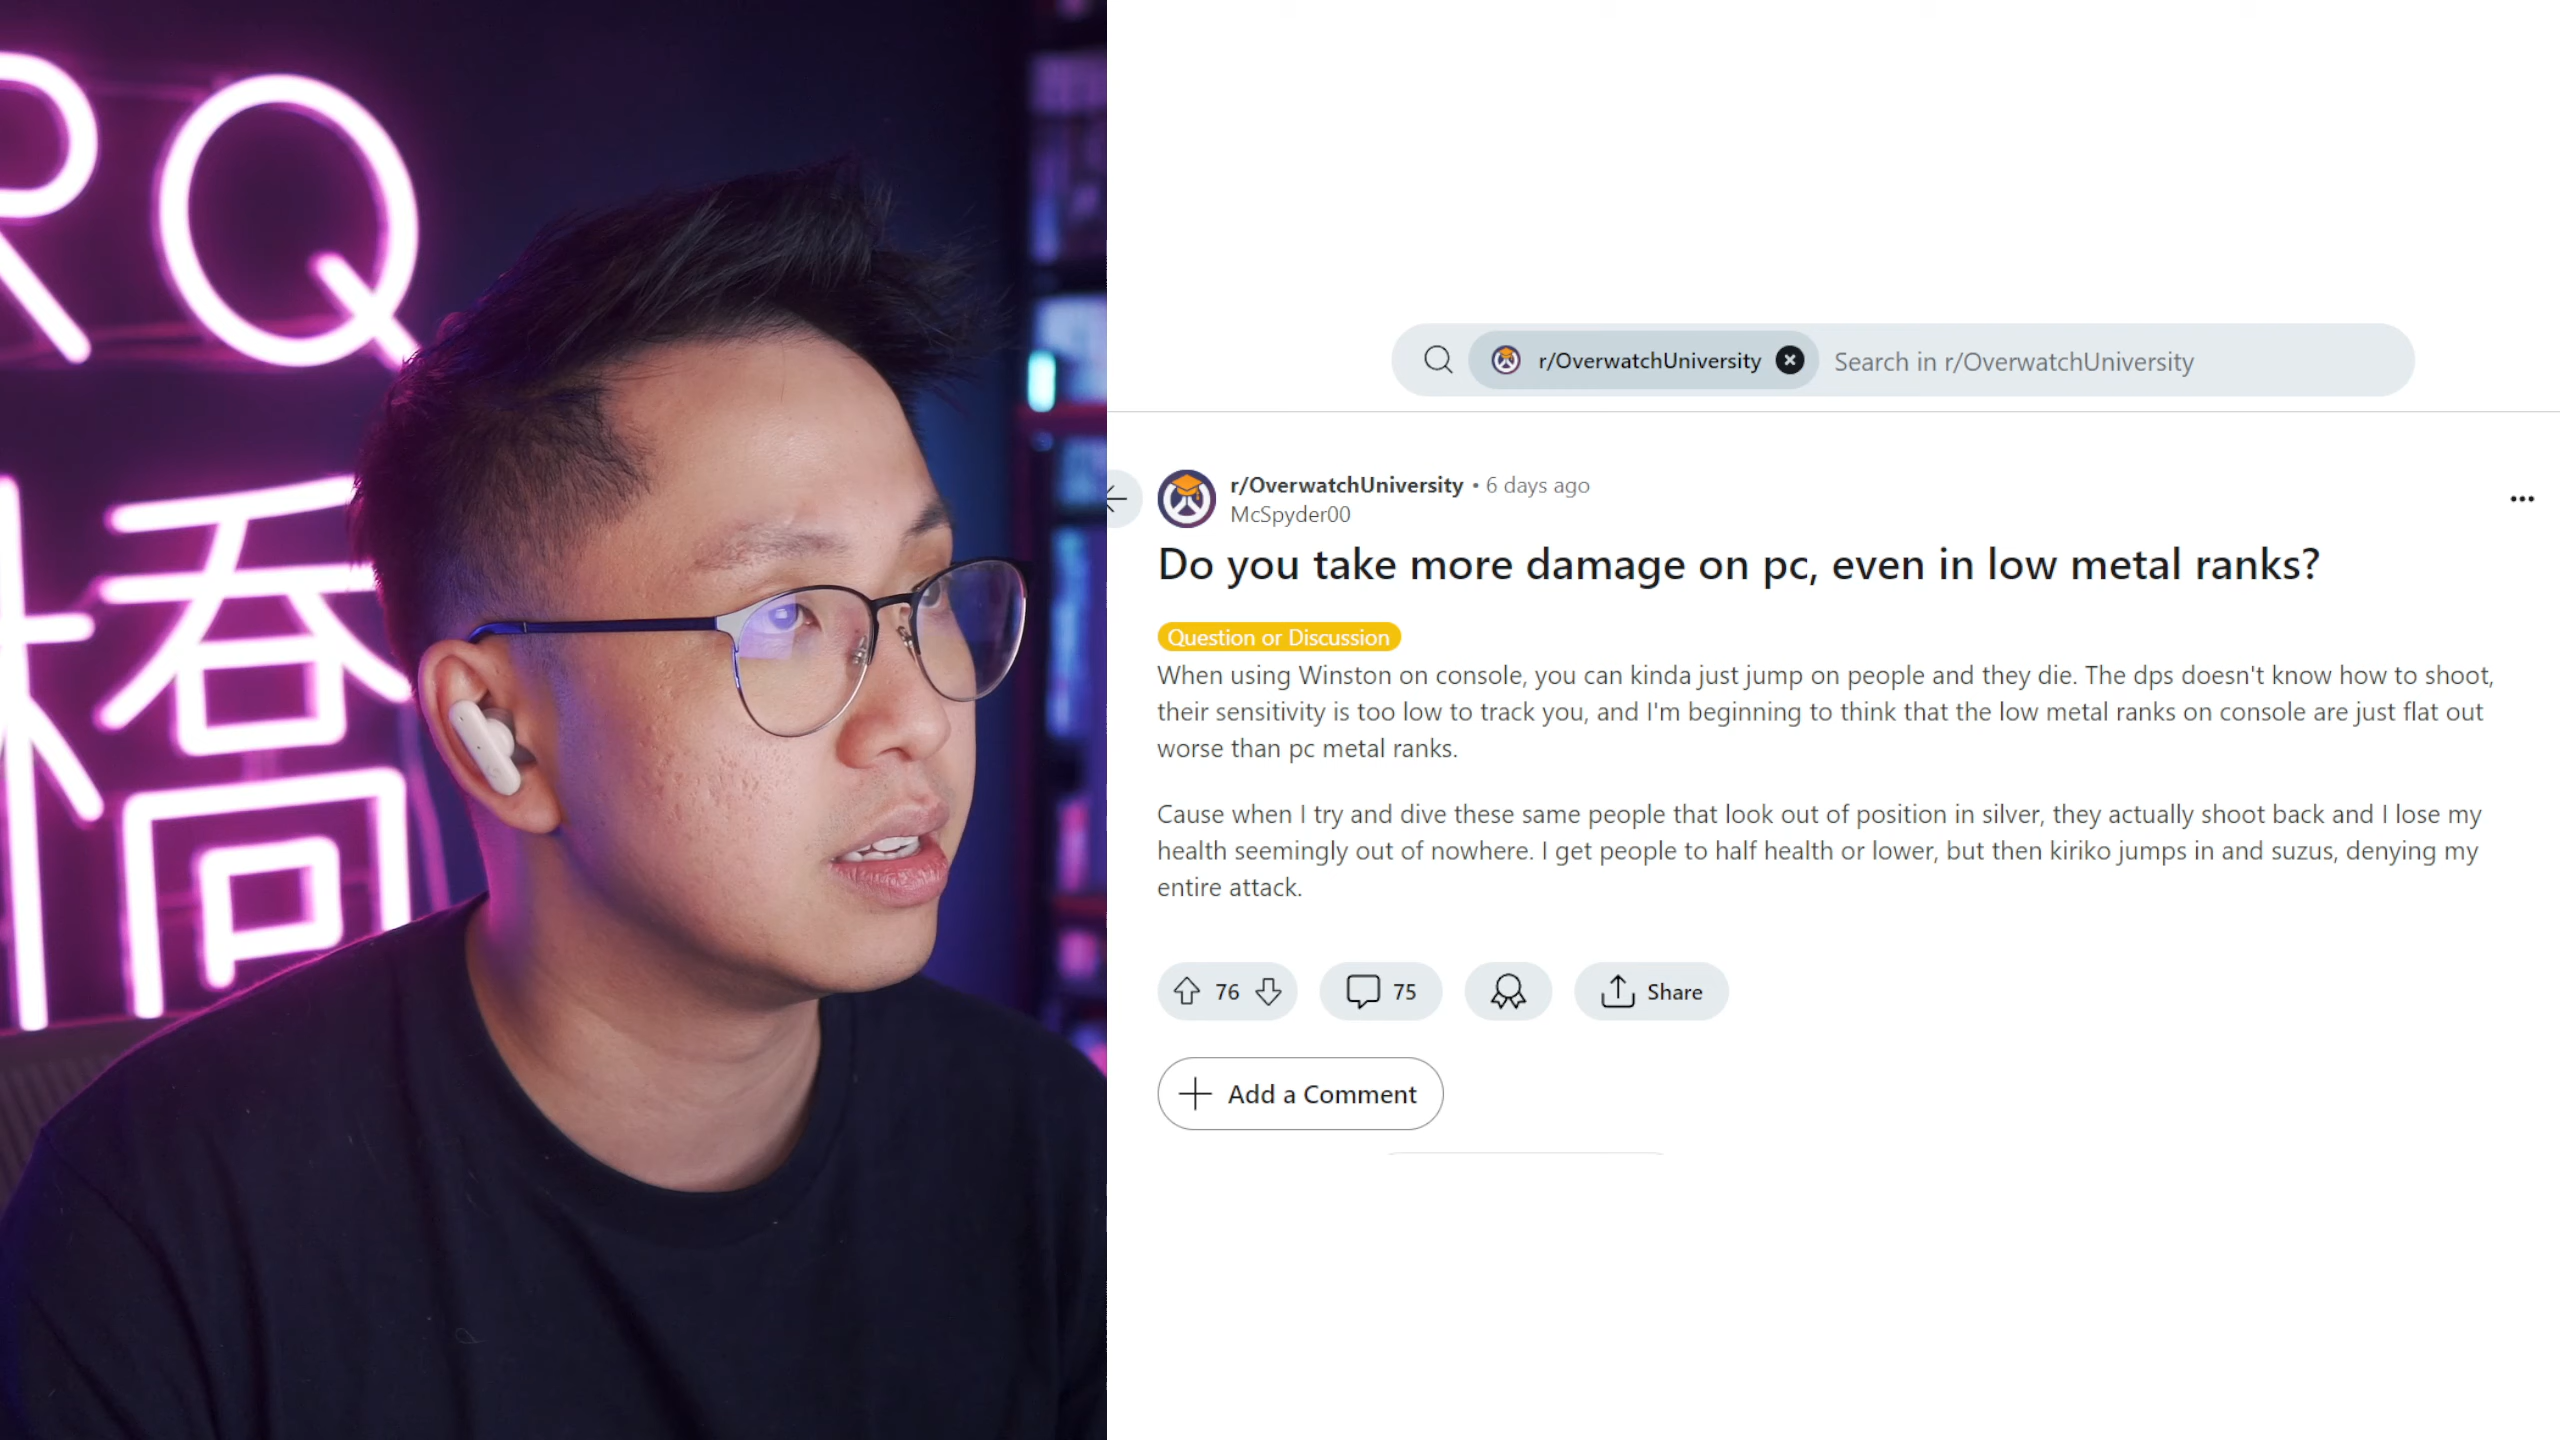 RQ
r/OverwatchUniversity Search in r/OverwatchUniversity
r/OverwatchUniversity • 6 days ago
McSpyder00
Do you take more damage on pc, even in low metal ranks?
Question or Discussion
When using Winston on console, you can kinda just jump on people and they die. The dps doesn't know how to shoot,
their sensitivity is too low to track you, and I'm beginning to think that the low metal ranks on console are just flat out
worse than pc metal ranks.
Cause when I try and dive these same people that look out of position in silver, they actually shoot back and I lose my
health seemingly out of nowhere. I get people to half health or lower, but then kiriko jumps in and suzus, denying my
entire attack.
76
75
Share
Add a Comment